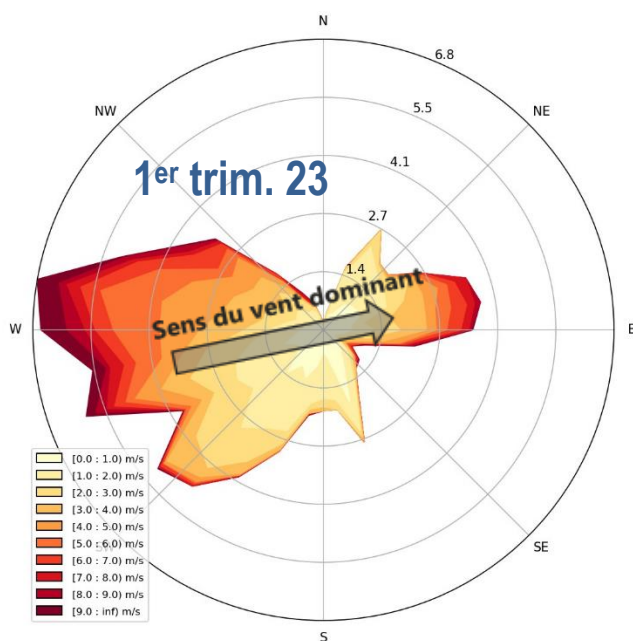 N
6.8
NW
5.5
NE
4.1
1er trim. 23
2.7
1.4
Sens du vent dominant
W
E
[0.0 : 1.0) m/s
[1.0 : 2.0) m/s
[2.0 : 3.0) m/s
[3.0 : 4.0) m/s
[4.0 : 5.0) m/s
[5.0 : 6.0) m/s
[6.0 : 7.0) m/s
[7.0 : 8.0) m/s
[8.0 : 9.0) m/s
[9.0 : inf) m/s
SE
S